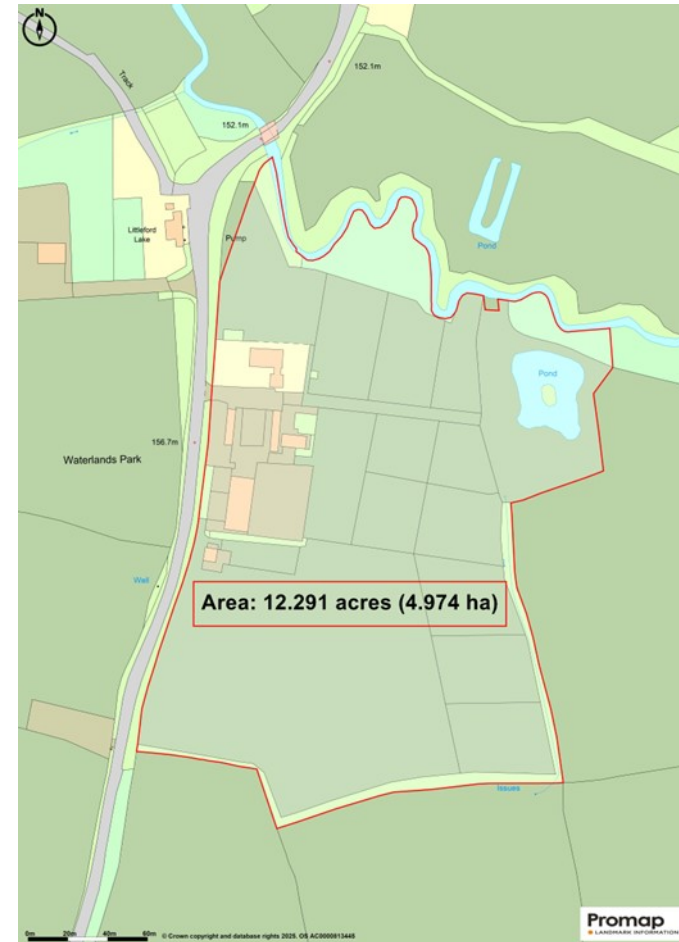 N
152.1m
Track
152.1m
Littleford
Lake
Pump
Pond
Pond
156.7m
Waterlands Park
Well
Area: 12.291 acres (4.974 ha)
Issues
Promap
LANDMARK INFORMATION
0m 20m 40m 60m © Crown copyright and database rights 2025. OS AC0000813445